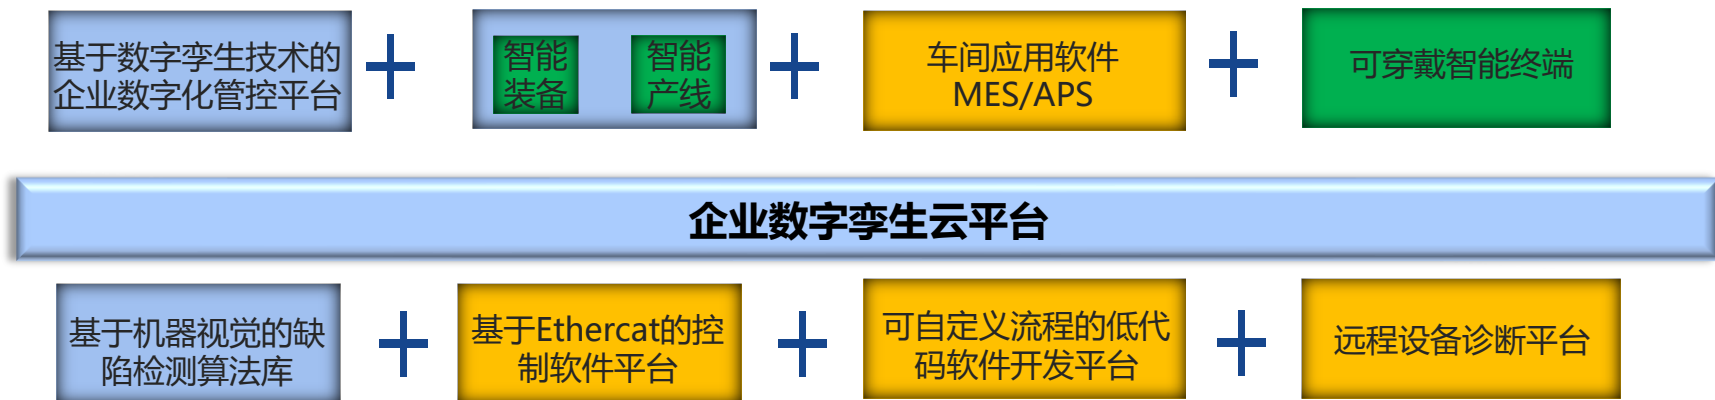 基于数字孪生技术的
企业数字化管控平台
智能
装备
智能
产线
车间应用软件
MES/APS
可穿戴智能终端
企业数字孪生云平台
基于机器视觉的缺
陷检测算法库
基于Ethercat的控
制软件平台
可自定义流程的低代
码软件开发平台
远程设备诊断平台